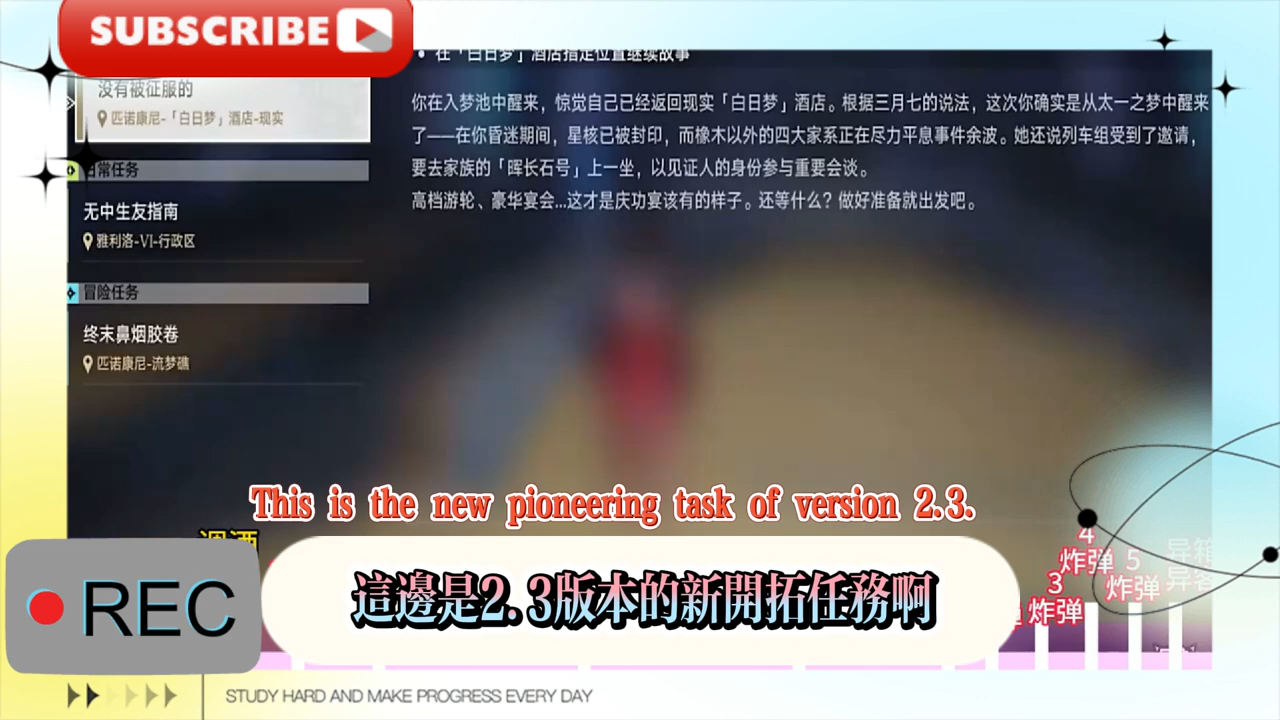 SUBSCRIBE
在「白日梦」酒店指定位置继续故事
没有被征服的
匹诺康尼-「白日梦」酒店-现实
你在入梦池中醒来，惊觉自己已经返回现实「白日梦」酒店。根据三月七的说法，这次你确实是从太一之梦中醒来
了——在你昏迷期间，星核已被封印，而橡木以外的四大家系正在尽力平息事件余波。她还说列车组受到了邀请，
要去家族的「晖长石号」上一坐，以见证人的身份参与重要会谈。
高档游轮、豪华宴会...这才是庆功宴该有的样子。还等什么？做好准备就出发吧。
日常任务
无中生友指南
雅利洛-VI-行政区
冒险任务
终末鼻烟胶卷
匹诺康尼-流梦礁
This is the new pioneering task of version 2.3.
這邊是2.3版本的新開拓任務啊
REC
4
炸弹
5
炸弹
3
炸弹
STUDY HARD AND MAKE PROGRESS EVERY DAY